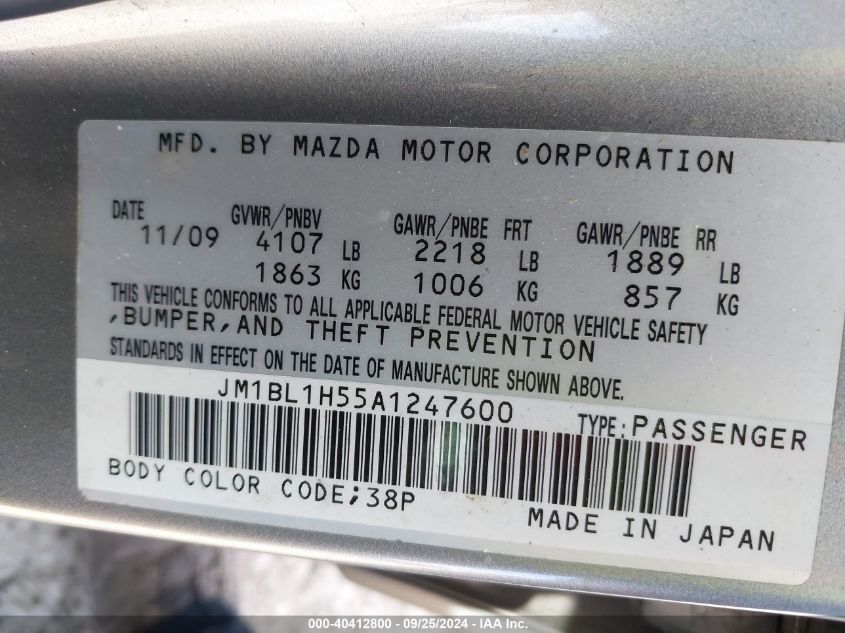 MFD. BY MAZDA MOTOR CORPORATION
DATE GVWR/PNBV GAWR/PNBE FRT GAWR/PNBE RR
11/09 4107 LB 2218 LB 1889 LB
1863 KG 1006 KG 857 KG
THIS VEHICLE CONFORMS TO ALL APPLICABLE FEDERAL MOTOR VEHICLE SAFETY
,BUMPER,AND THEFT PREVENTION
STANDARDS IN EFFECT ON THE DATE OF MANUFACTURE SHOWN ABOVE.
JM1BL1H55A1247600 TYPE:PASSENGER
BODY COLOR CODE;38P
MADE IN JAPAN
000-40412800 - 09/25/2024 - IAA Inc.